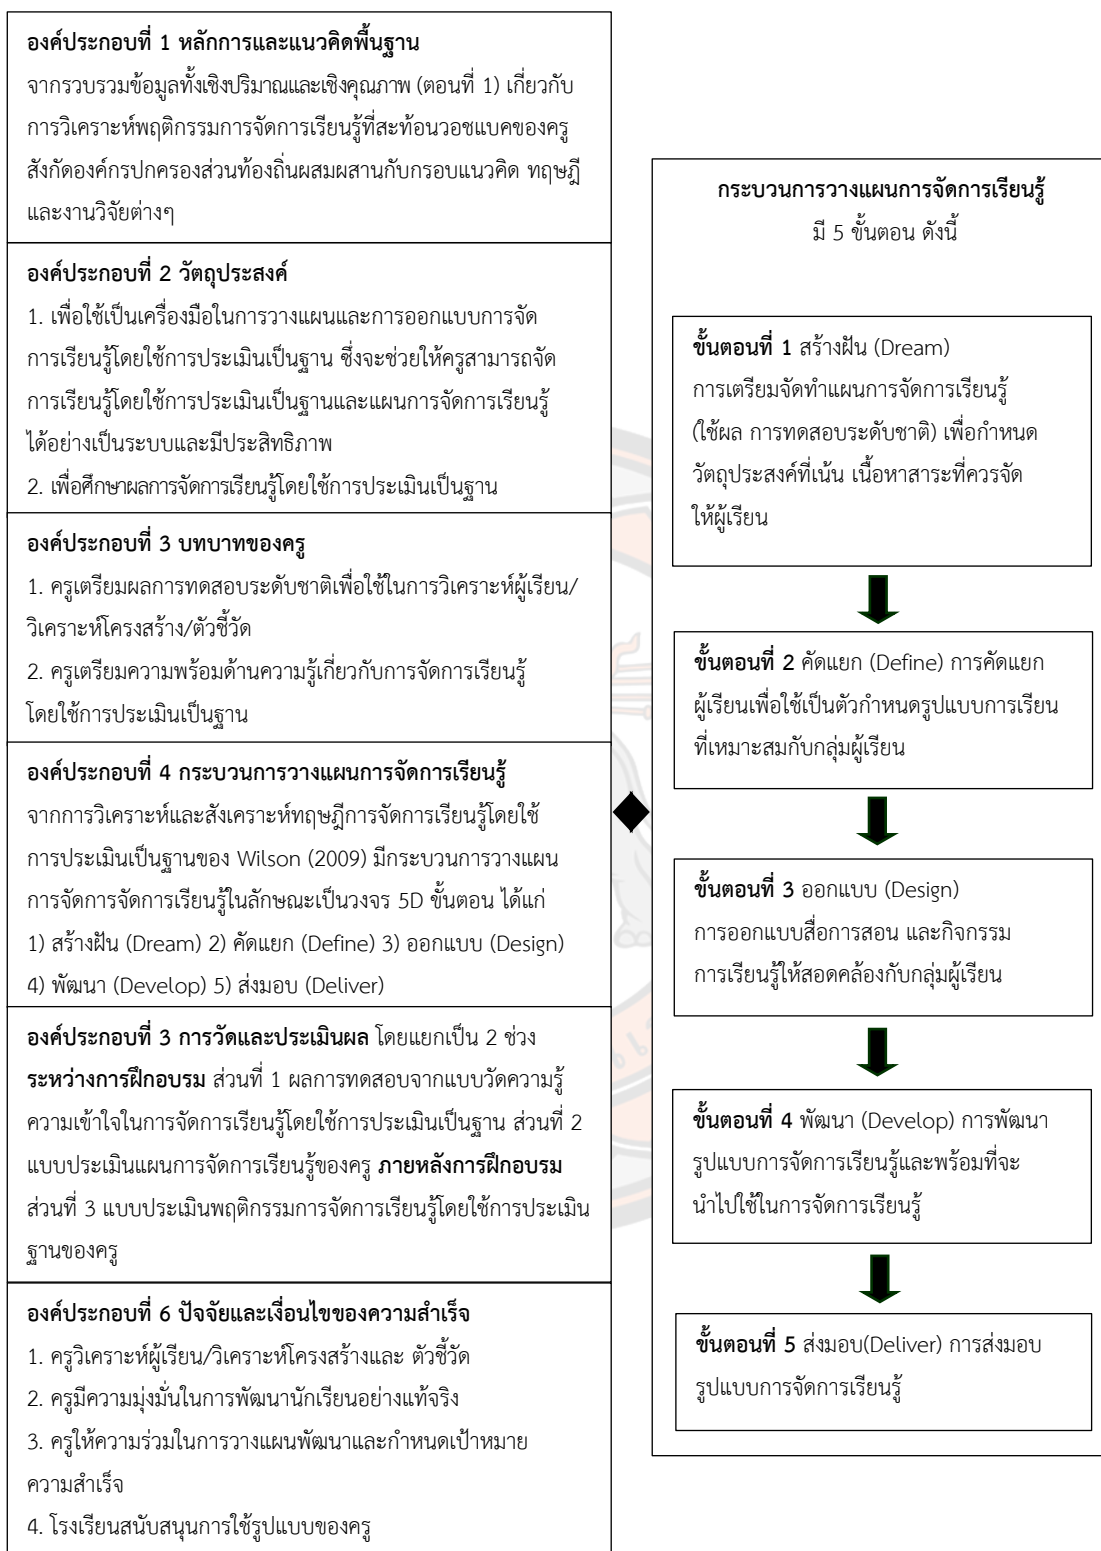 องค์ประกอบที่ 1 หลักการและแนวคิดพื้นฐาน
จากรวบรวมข้อมูลทั้งเชิงปริมาณและเชิงคุณภาพ (ตอนที่ 1) เกี่ยวกับ
การวิเคราะห์พฤติกรรมการจัดการเรียนรู้ที่สะท้อนวอชแบคของครู
สังกัดองค์กรปกครองส่วนท้องถิ่นผสมผสานกับกรอบแนวคิด ทฤษฎี
และงานวิจัยต่างๆ
องค์ประกอบที่ 2 วัตถุประสงค์
1. เพื่อใช้เป็นเครื่องมือในการวางแผนและการออกแบบการจัด
การเรียนรู้โดยใช้การประเมินเป็นฐาน ซึ่งจะช่วยให้ครูสามารถจัด
การเรียนรู้โดยใช้การประเมินเป็นฐานและแผนการจัดการเรียนรู้
ได้อย่างเป็นระบบและมีประสิทธิภาพ
2. เพื่อศึกษาผลการจัดการเรียนรู้โดยใช้การประเมินเป็นฐาน
องค์ประกอบที่ 3 บทบาทของครู
1. ครูเตรียมผลการทดสอบระดับชาติเพื่อใช้ในการวิเคราะห์ผู้เรียน/
วิเคราะห์โครงสร้าง/ตัวชี้วัด
2. ครูเตรียมความพร้อมด้านความรู้เกี่ยวกับการจัดการเรียนรู้
โดยใช้การประเมินเป็นฐาน
องค์ประกอบที่ 4 กระบวนการวางแผนการจัดการเรียนรู้
จากการวิเคราะห์และสังเคราะห์ทฤษฎีการจัดการเรียนรู้โดยใช้
การประเมินเป็นฐานของ Wilson (2009) มีกระบวนการวางแผน
การจัดการจัดการเรียนรู้ในลักษณะเป็นวงจร 5D ขั้นตอน ได้แก่
1) สร้างฝัน (Dream) 2) คัดแยก (Define) 3) ออกแบบ (Design)
4) พัฒนา (Develop) 5) ส่งมอบ (Deliver)
องค์ประกอบที่ 3 การวัดและประเมินผล โดยแยกเป็น 2 ช่วง
ระหว่างการฝึกอบรม ส่วนที่ 1 ผลการทดสอบจากแบบวัดความรู้
ความเข้าใจในการจัดการเรียนรู้โดยใช้การประเมินเป็นฐาน ส่วนที่ 2
แบบประเมินแผนการจัดการเรียนรู้ของครู ภายหลังการฝึกอบรม
ส่วนที่ 3 แบบประเมินพฤติกรรมการจัดการเรียนรู้โดยใช้การประเมิน
ฐานของครู
องค์ประกอบที่ 6 ปัจจัยและเงื่อนไขของความสำเร็จ
1. ครูวิเคราะห์ผู้เรียน/วิเคราะห์โครงสร้างและ ตัวชี้วัด
2. ครูมีความมุ่งมั่นในการพัฒนานักเรียนอย่างแท้จริง
3. ครูให้ความร่วมในการวางแผนพัฒนาและกำหนดเป้าหมาย
ความสำเร็จ
4. โรงเรียนสนับสนุนการใช้รูปแบบของครู
กระบวนการวางแผนการจัดการเรียนรู้
มี 5 ขั้นตอน ดังนี้
ขั้นตอนที่ 1 สร้างฝัน (Dream)
การเตรียมจัดทำแผนการจัดการเรียนรู้
(ใช้ผล การทดสอบระดับชาติ) เพื่อกำหนด
วัตถุประสงค์ที่เน้น เนื้อหาสาระที่ควรจัด
ให้ผู้เรียน
ขั้นตอนที่ 2 คัดแยก (Define) การคัดแยก
ผู้เรียนเพื่อใช้เป็นตัวกำหนดรูปแบบการเรียน
ที่เหมาะสมกับกลุ่มผู้เรียน
ขั้นตอนที่ 3 ออกแบบ (Design)
การออกแบบสื่อการสอน และกิจกรรม
การเรียนรู้ให้สอดคล้องกับกลุ่มผู้เรียน
ขั้นตอนที่ 4 พัฒนา (Develop) การพัฒนา
รูปแบบการจัดการเรียนรู้และพร้อมที่จะ
นำไปใช้ในการจัดการเรียนรู้
ขั้นตอนที่ 5 ส่งมอบ(Deliver) การส่งมอบ
รูปแบบการจัดการเรียนรู้